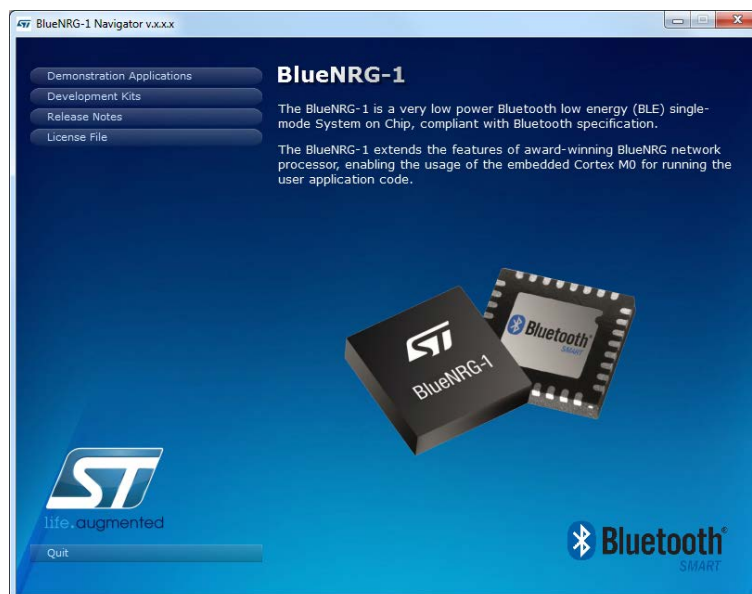 BlueNRG-1 Navigator v.x.x.x
Demonstration Applications
Development Kits
Release Notes
License File
BlueNRG-1
The BlueNRG-1 is a very low power Bluetooth low energy (BLE) single-
mode System on Chip, compliant with Bluetooth specification.
The BlueNRG-1 extends the features of award-winning BlueNRG network
processor, enabling the usage of the embedded Cortex M0 for running the
user application code.
ST
BlueNRG-1
Bluetooth®
SMART
ST
life.augmented
Quit
Bluetooth®
SMART